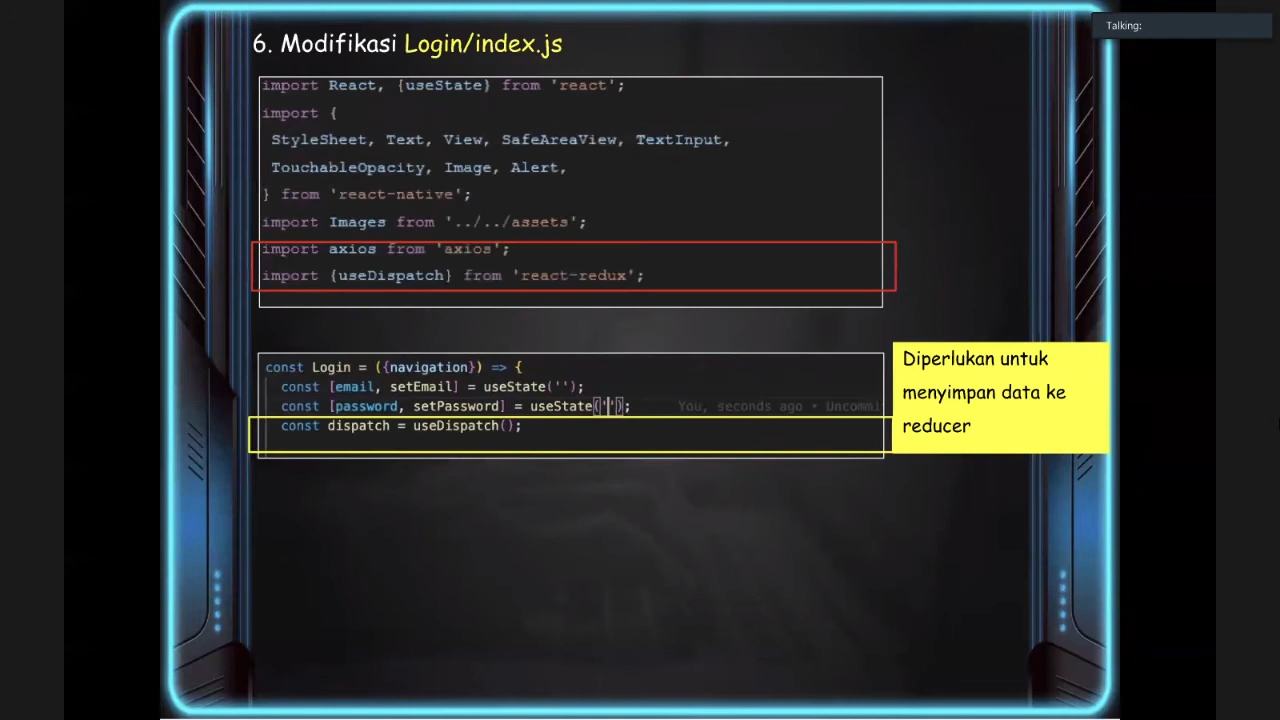 Talking:
6. Modifikasi Login/index.js
import React, {useState} from 'react';
import {
StyleSheet, Text, View, SafeAreaView, TextInput,
TouchableOpacity, Image, Alert,
} from 'react-native';
import Images from '../../assets';
import axios from 'axios';
import {useDispatch} from 'react-redux';
const Login = ({navigation}) => {
const [email, setEmail] = useState('');
const [password, setPassword] = useState(''); You, seconds ago • Uncommi
const dispatch = useDispatch();
Diperlukan untuk
menyimpan data ke
reducer